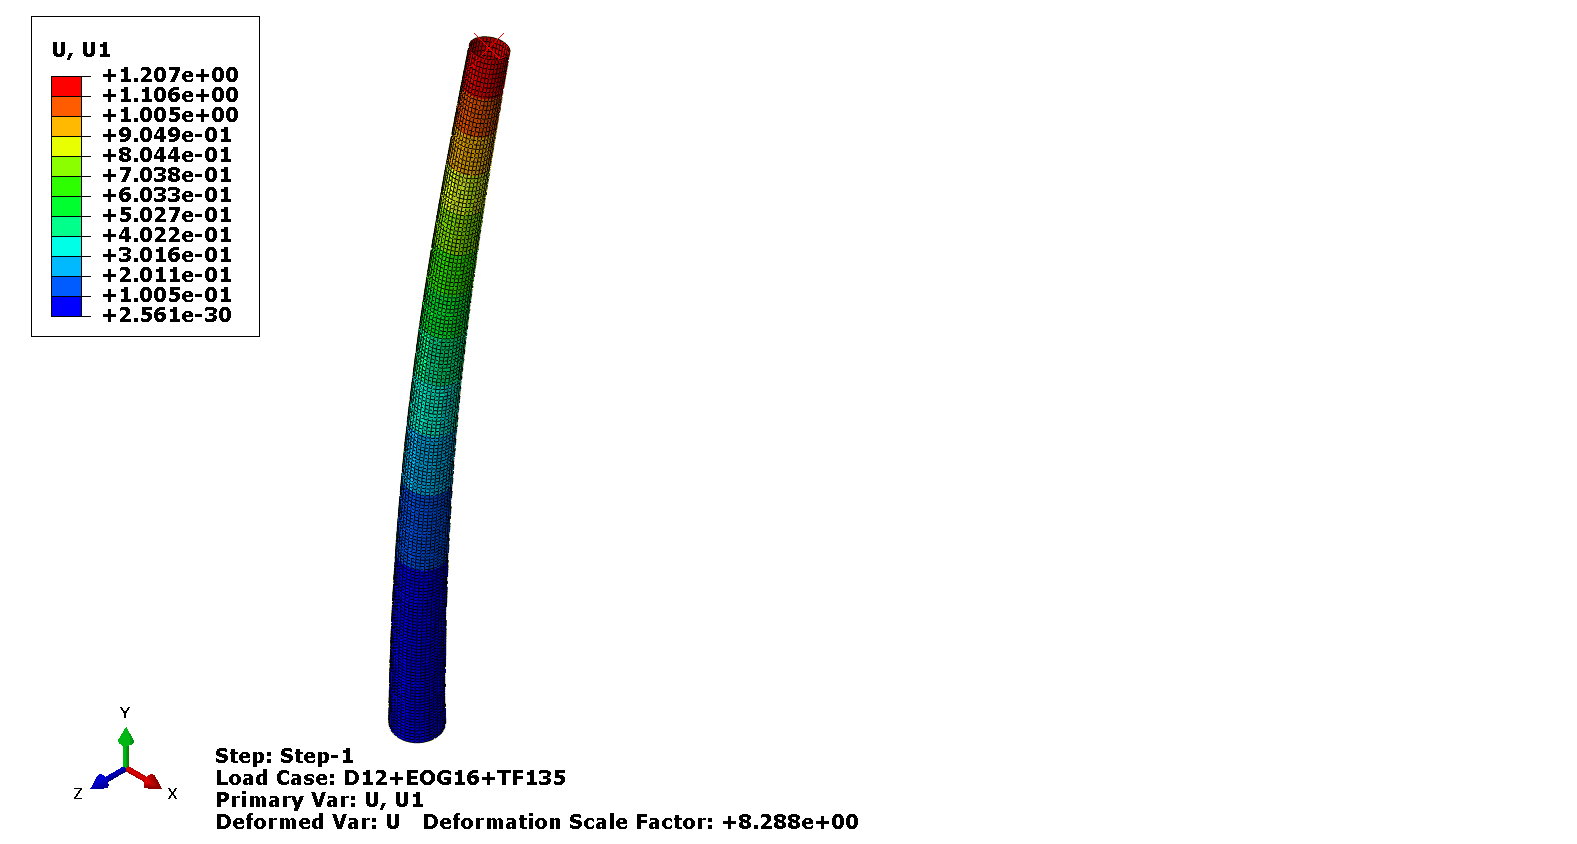 U, U1
+1.207e+00
+1.106e+00
+1.005e+00
+9.049e-01
+8.044e-01
+7.038e-01
+6.033e-01
+5.027e-01
+4.022e-01
+3.016e-01
+2.011e-01
+1.005e-01
+2.561e-30
Y
Z
X
Step: Step-1
Load Case: D12+EOG16+TF135
Primary Var: U, U1
Deformed Var: U Deformation Scale Factor: +8.288e+00